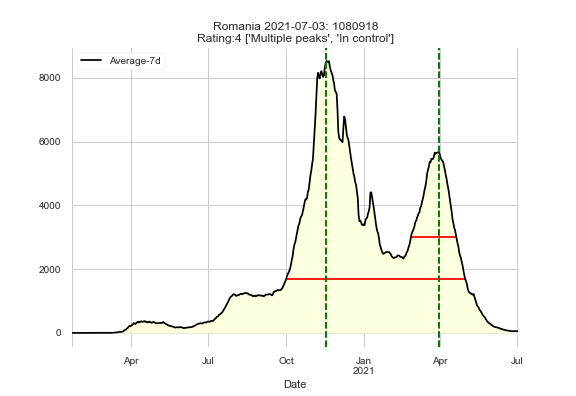 Romania 2021-07-03: 1080918
Rating:4 ['Multiple peaks', 'In control']
Average-7d
8000
6000
4000
2000
0
Apr
Jul
Oct
Jan
2021
Apr
Jul
Date